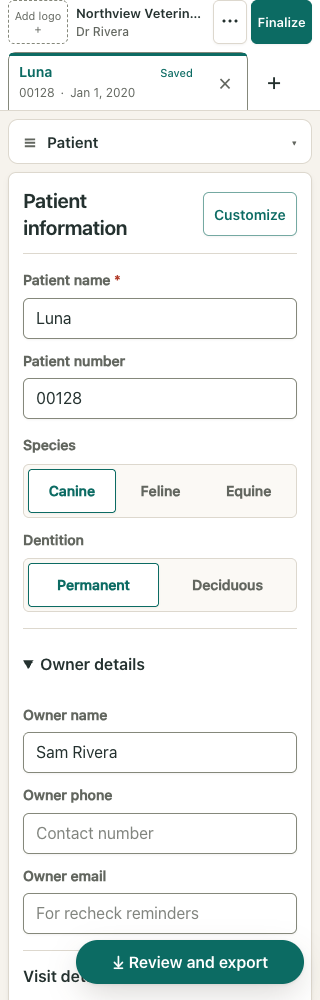 Add logo
+
Northview Veterin...
Dr Rivera
Finalize
Luna
Saved
00128 · Jan 1, 2020
Patient
Patient
information
Customize
Patient name *
Luna
Patient number
00128
Species
Canine
Feline
Equine
Dentition
Permanent
Deciduous
Owner details
Owner name
Sam Rivera
Owner phone
Contact number
Owner email
For recheck reminders
Visit
Review and export